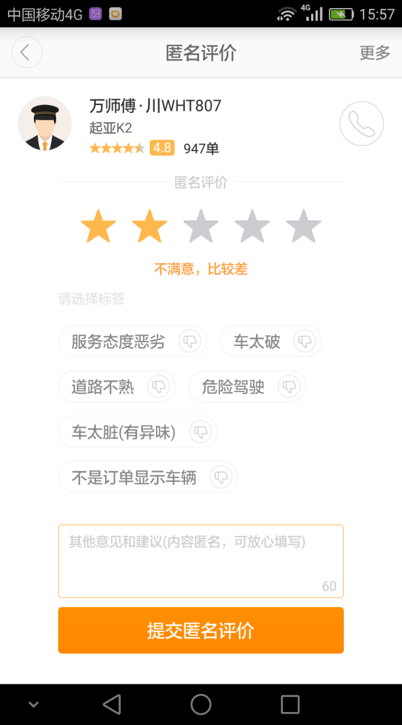 中国移动4G 4G 15:57
匿名评价 更多
万师傅·川WHT807
起亚K2
4.8 947单
匿名评价
不满意，比较差
请选择标签
服务态度恶劣 车太破
道路不熟 危险驾驶
车太脏(有异味)
不是订单显示车辆
其他意见和建议(内容匿名，可放心填写)
60
提交匿名评价